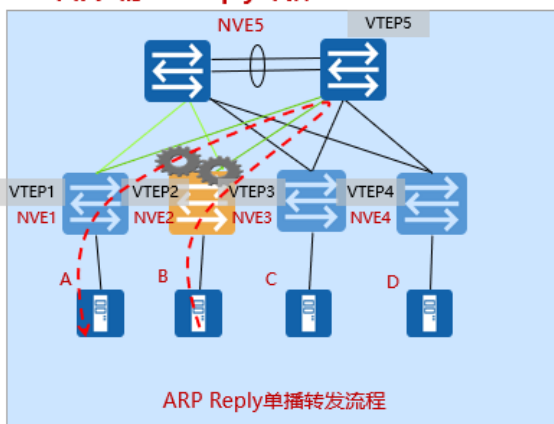 NVE5
VTEP5
VTEP1
VTEP2
VTEP3
VTEP4
NVE1
NVE2
NVE3
NVE4
A
B
C
D
ARP Reply单播转发流程